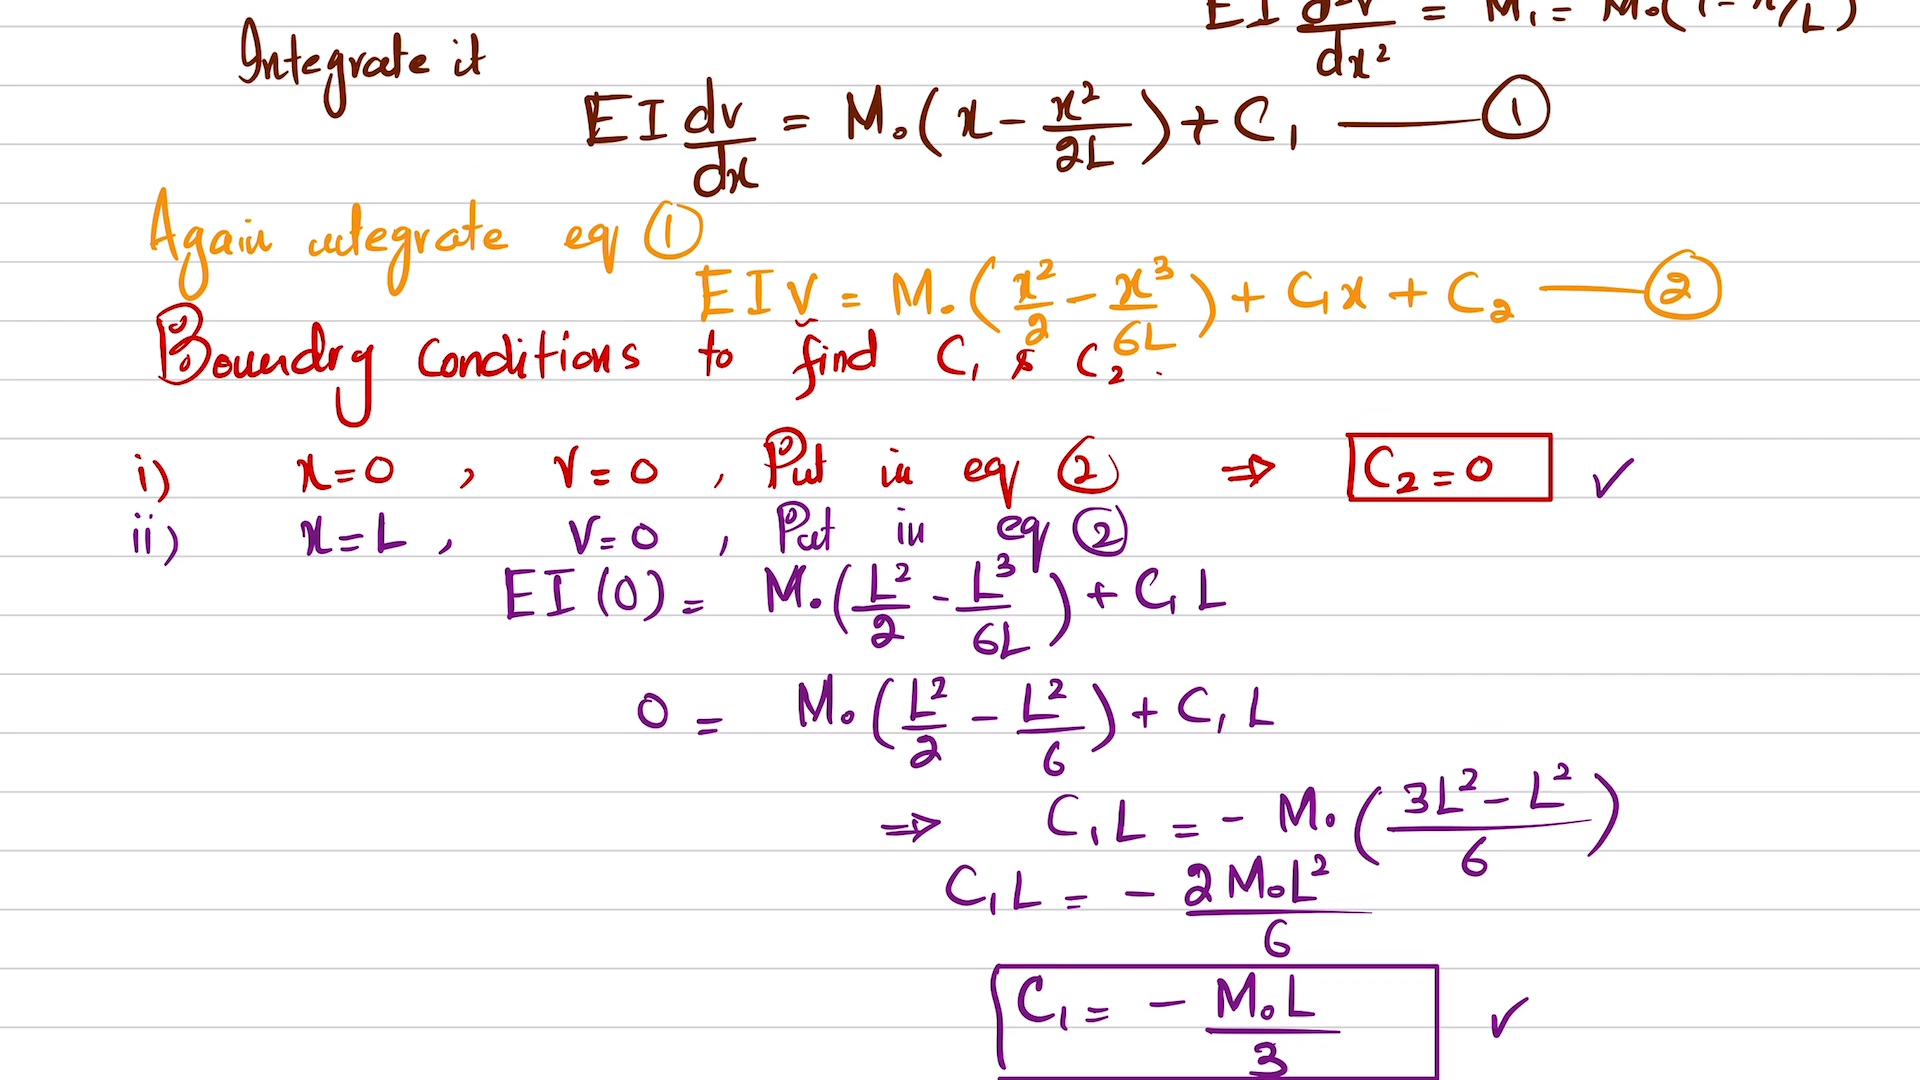 EI d²v/dx² = M₁ = M₀(1 - x/L)
Integrate it
EI dv/dx = M₀(x - x²/2L) + C₁ —— ①
Again integrate eq ①
EIV = M₀(x²/2 - x³/6L) + C₁x + C₂ —— ②
Boundry Conditions to find C₁ & C₂.
i) x=0 , V=0 , Put in eq ② ⇒ C₂=0 ✓
ii) x=L , V=0 , Put in eq ②
EI(0) = M₀(L²/2 - L³/6L) + C₁L
0 = M₀(L²/2 - L²/6) + C₁L
⇒ C₁L = - M₀(3L² - L²/6)
C₁L = - 2M₀L²/6
C₁ = - M₀L/3 ✓